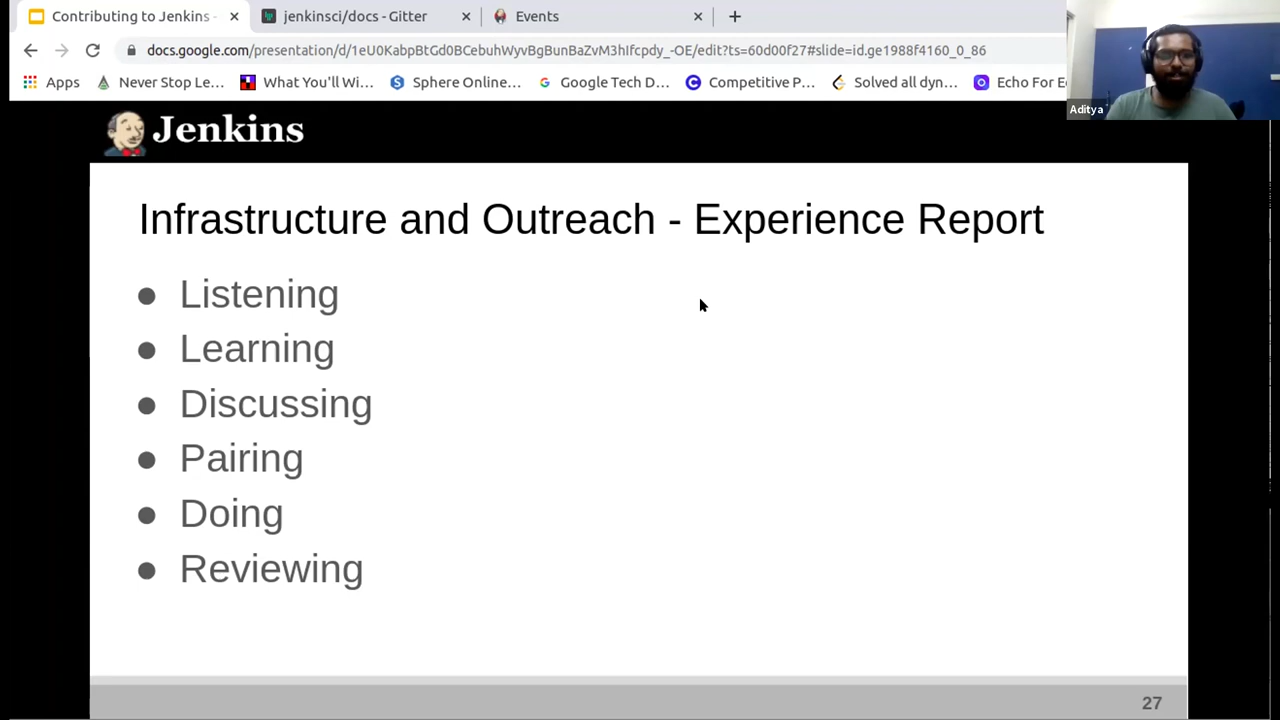 Contributing to Jenkins -
jenkinsci/docs - Gitter
Events
docs.google.com/presentation/d/1eU0KabpBtGd0BCebuhWyvBgBunBaZvM3hIfcpdy_-OE/edit?ts=60d00f27#slide=id.ge1988f4160_0_86
Apps
Never Stop Le...
What You'll Wi...
Sphere Online...
Google Tech D...
Competitive P...
Solved all dyn...
Echo For E
Aditya
Jenkins
Infrastructure and Outreach - Experience Report
● Listening
● Learning
● Discussing
● Pairing
● Doing
● Reviewing
27